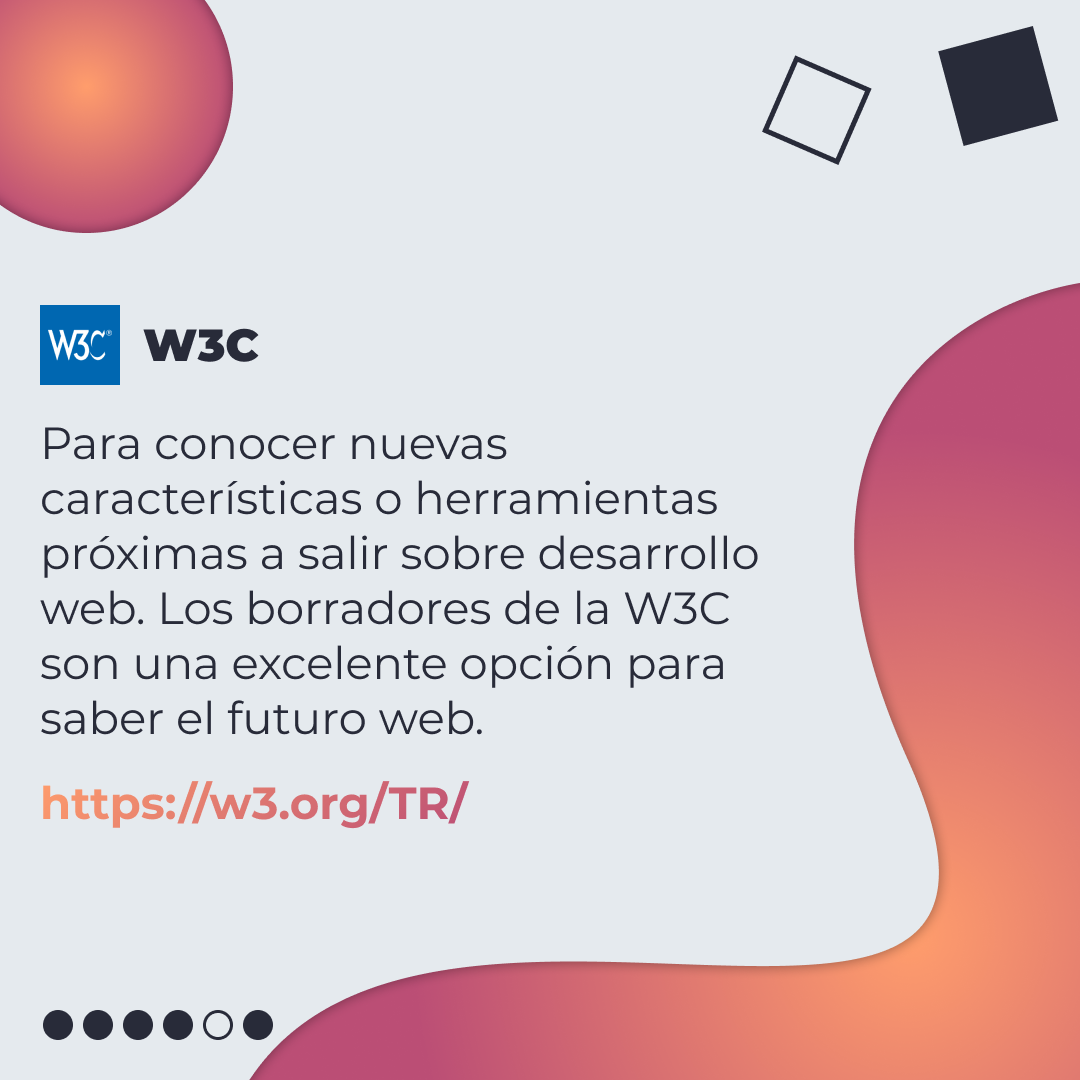 W3C® W3C
Para conocer nuevas
características o herramientas
próximas a salir sobre desarrollo
web. Los borradores de la W3C
son una excelente opción para
saber el futuro web.
https://w3.org/TR/